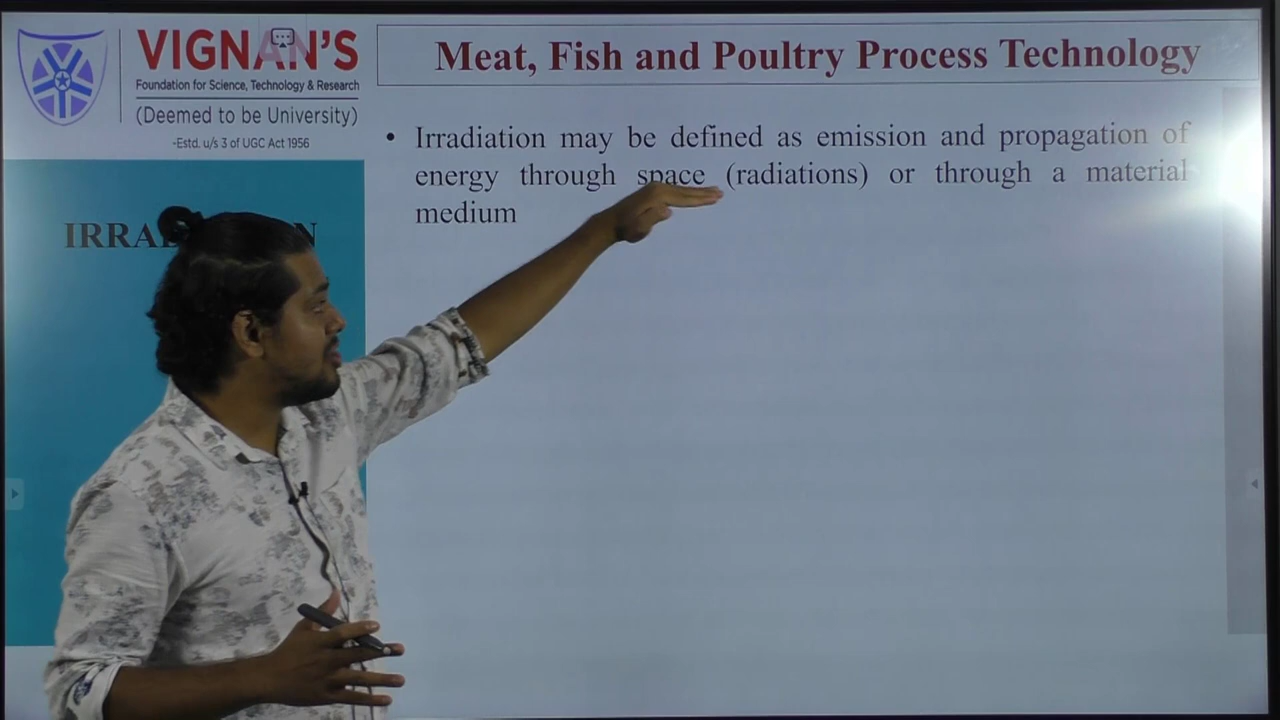 VIGNAN'S
Foundation for Science, Technology & Research
(Deemed to be University)
-Estd. u/s 3 of UGC Act 1956
Meat, Fish and Poultry Process Technology
• Irradiation may be defined as emission and propagation of
energy through space (radiations) or through a material
medium